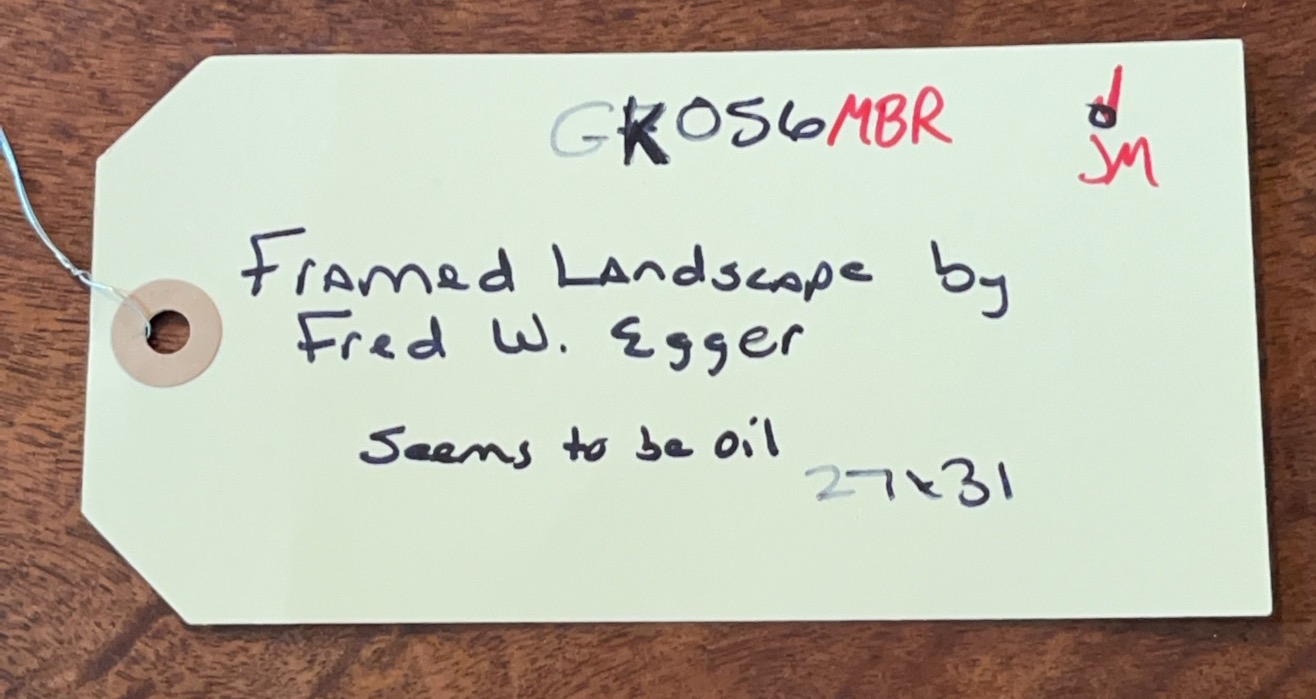 GK056MBR d
JM
Framed Landscape by
Fred W. Egger
Seems to be oil
27x31